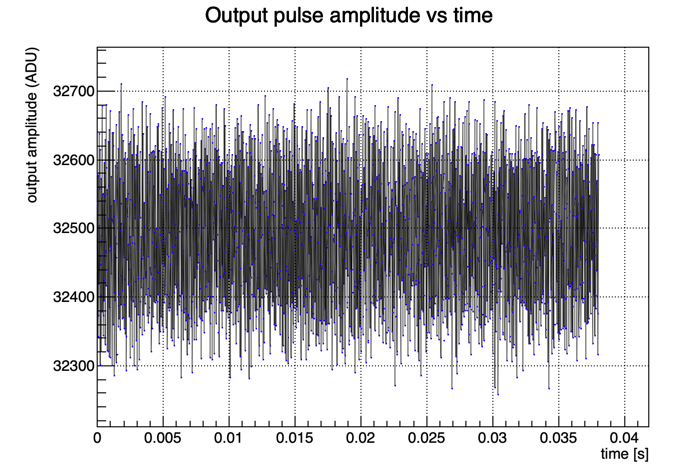 Output pulse amplitude vs time
output amplitude (ADU)
32700
32600
32500
32400
32300
0 0.005 0.01 0.015 0.02 0.025 0.03 0.035 0.04
time [s]